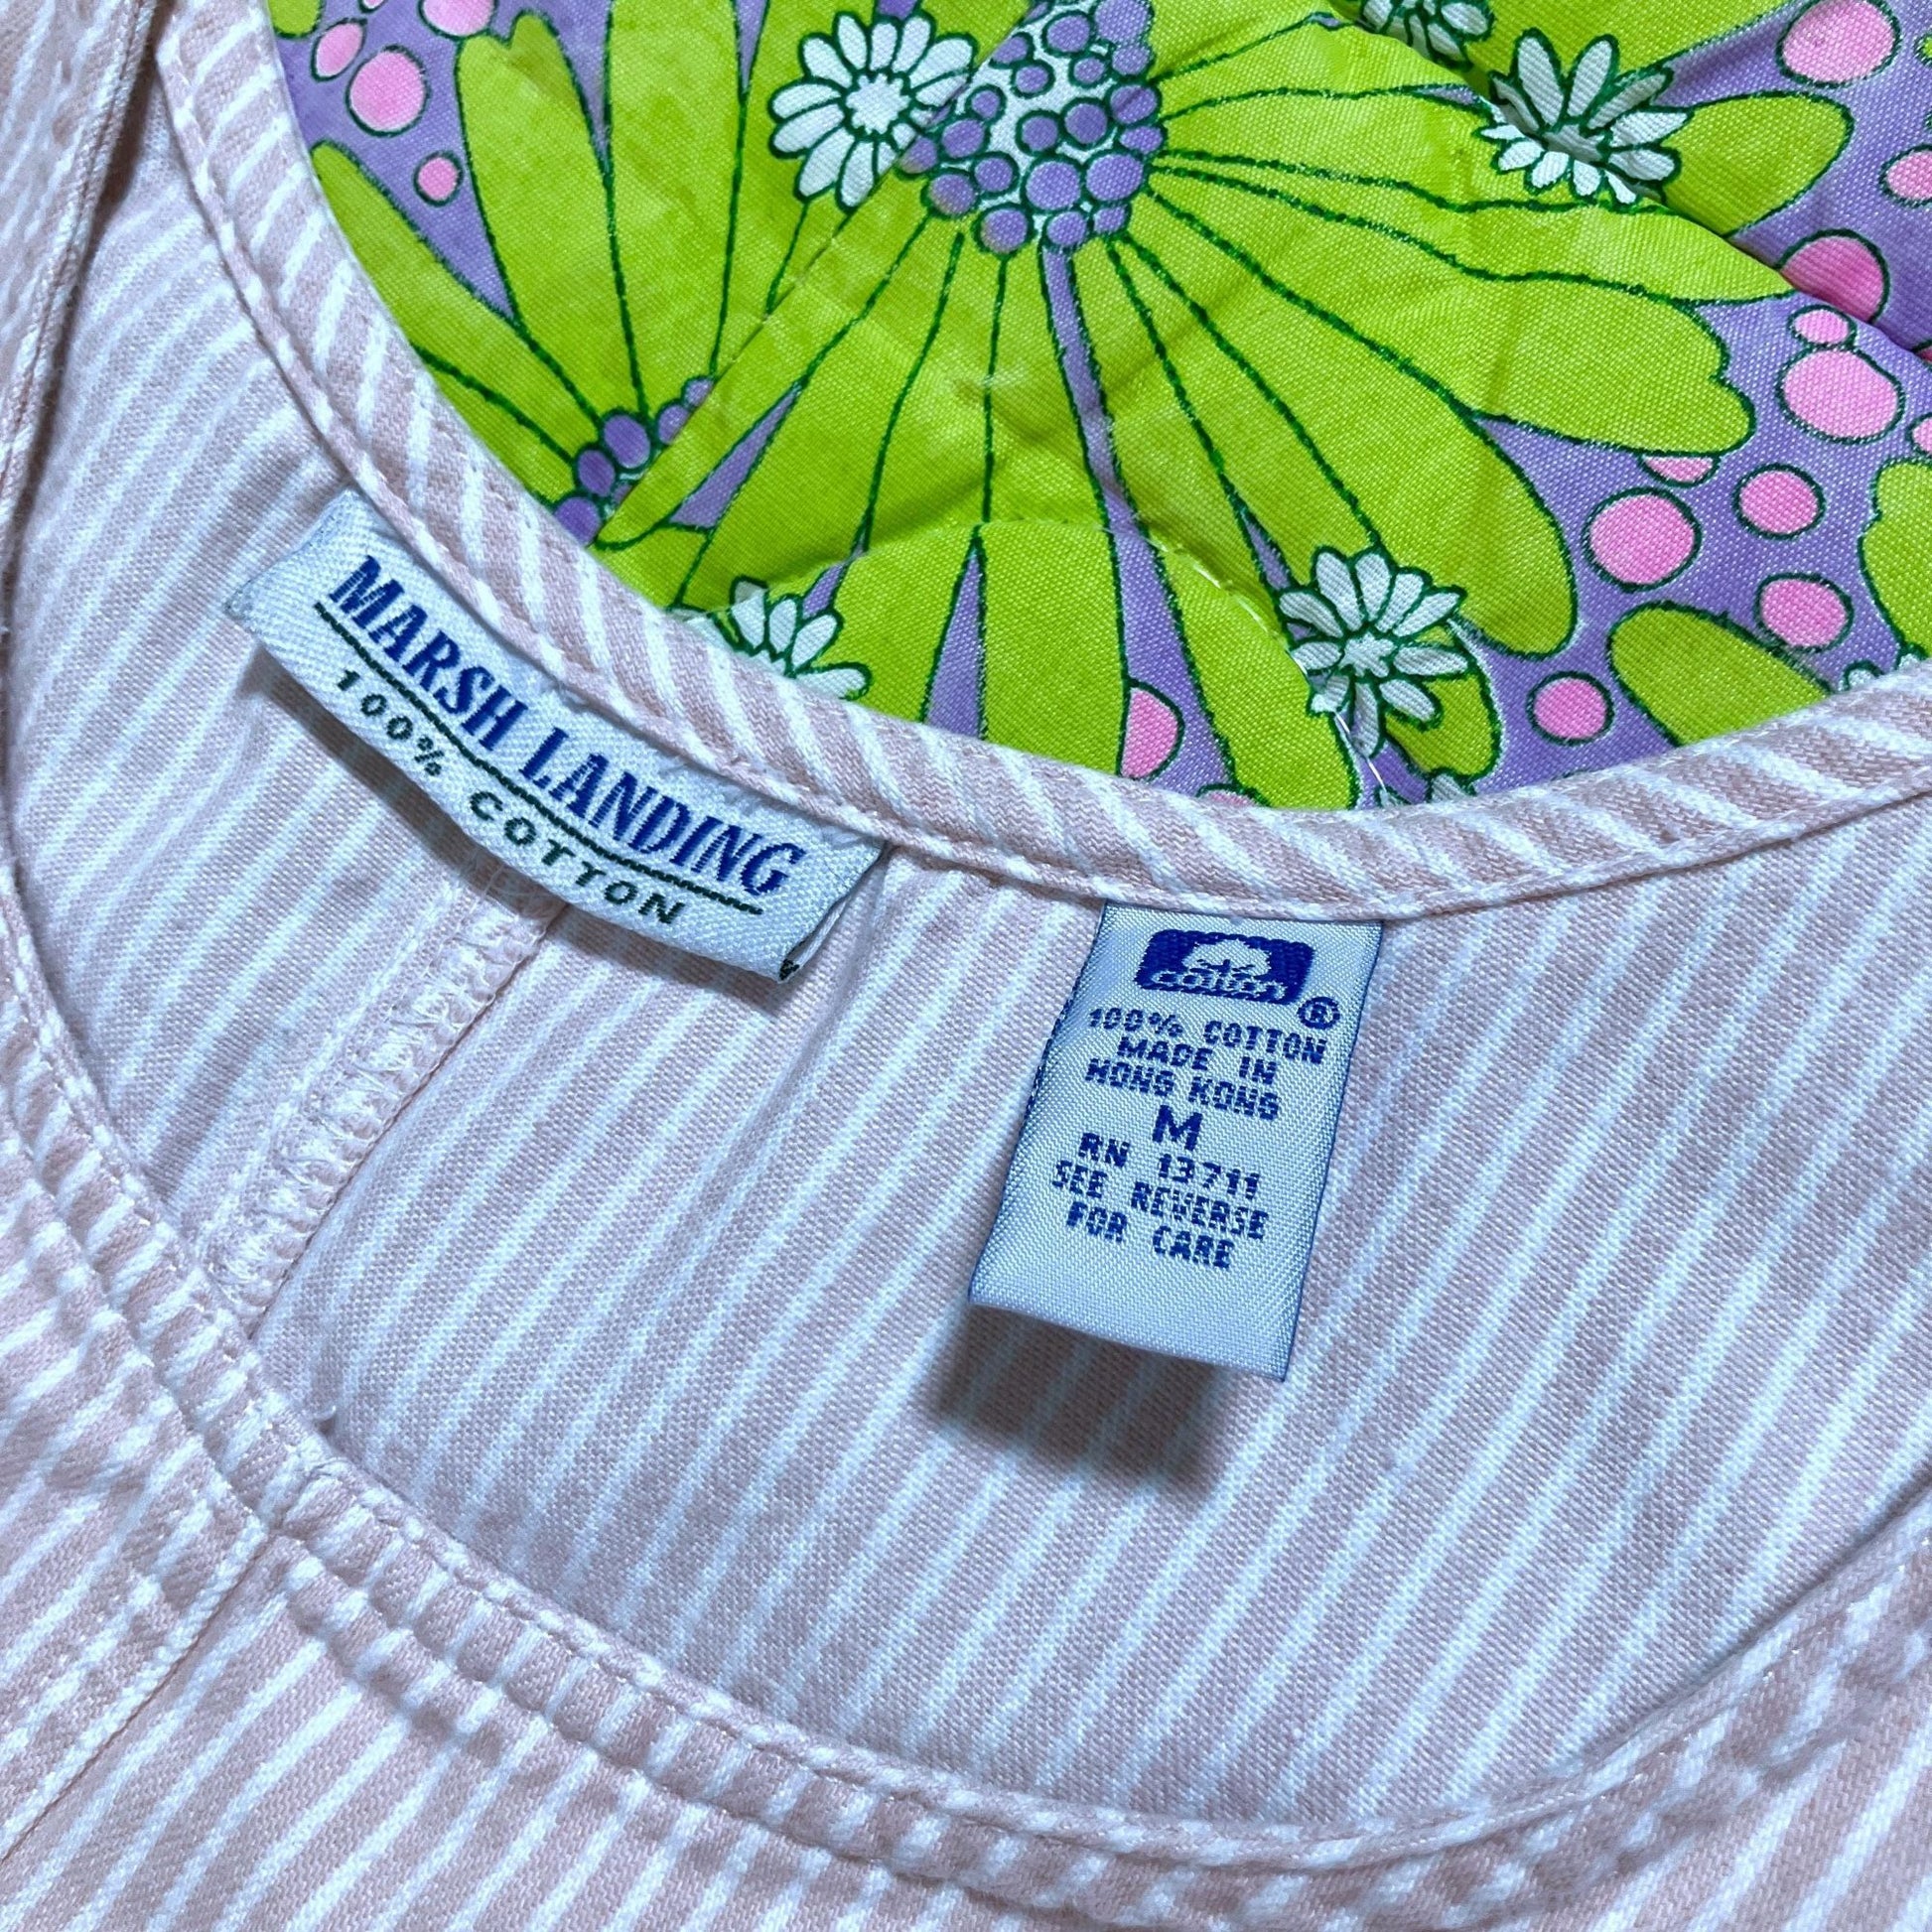 MARSH LANDING
100% COTTON
cotton ®
100% COTTON
MADE IN
HONG KONG
M
RN 13711
SEE REVERSE
FOR CARE